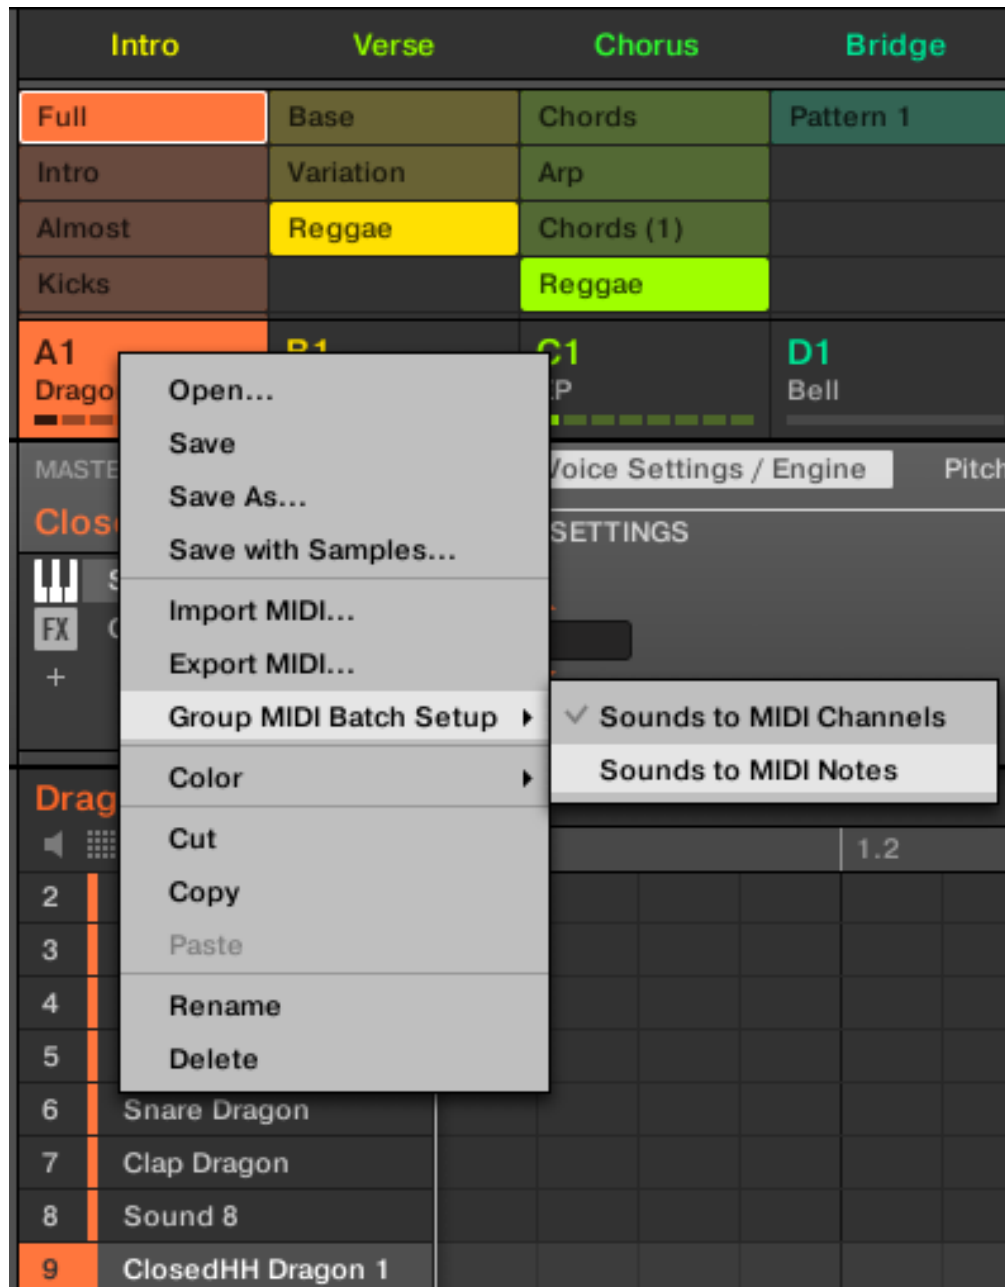 Intro Verse Chorus Bridge
Full Base Chords Pattern 1
Intro Variation Arp
Almost Reggae Chords (1)
Kicks Reggae
A1 B1 C1 D1
Bell
Open...
Save
Save As...
Save with Samples...
Import MIDI...
Export MIDI...
Group MIDI Batch Setup
Color
Cut
Copy
Paste
Rename
Delete
Sounds to MIDI Channels
Sounds to MIDI Notes
Voice Settings / Engine
SETTINGS
FX
+
1.2
2
3
4
5
6 Snare Dragon
7 Clap Dragon
8 Sound 8
9 ClosedHH Dragon 1